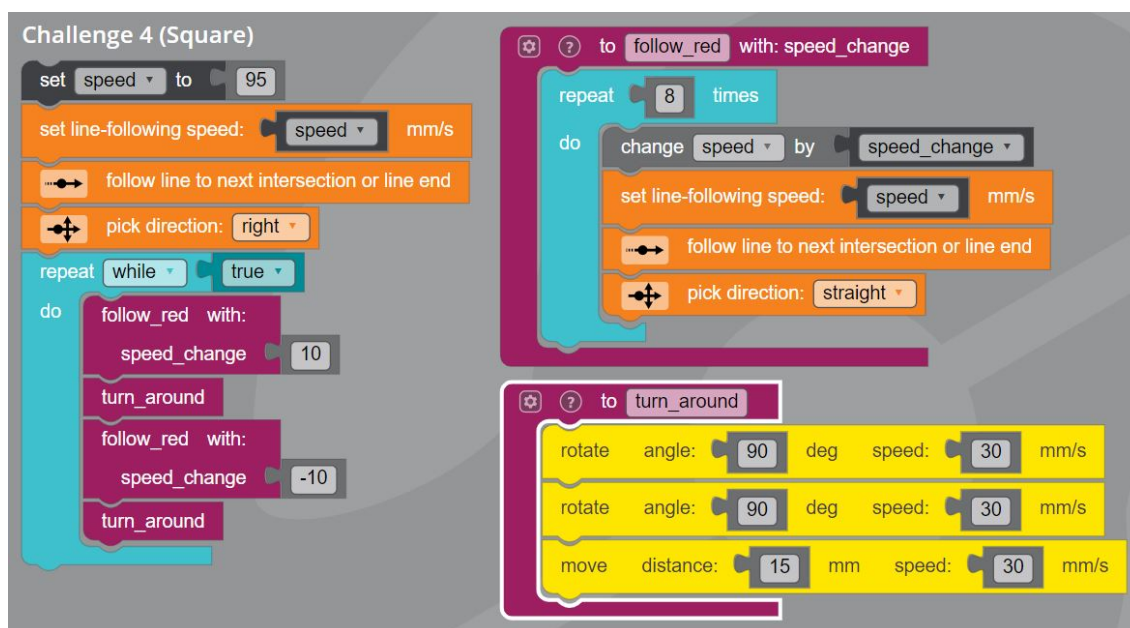 Challenge 4 (Square)
set speed to 95
set line-following speed: speed mm/s
follow line to next intersection or line end
pick direction: right
repeat while true
do
follow_red with:
speed_change 10
turn_around
follow_red with:
speed_change -10
turn_around
? to follow_red with: speed_change
repeat 8 times
do change speed by speed_change
set line-following speed: speed mm/s
follow line to next intersection or line end
pick direction: straight
? to turn_around
rotate angle: 90 deg speed: 30 mm/s
rotate angle: 90 deg speed: 30 mm/s
move distance: 15 mm speed: 30 mm/s